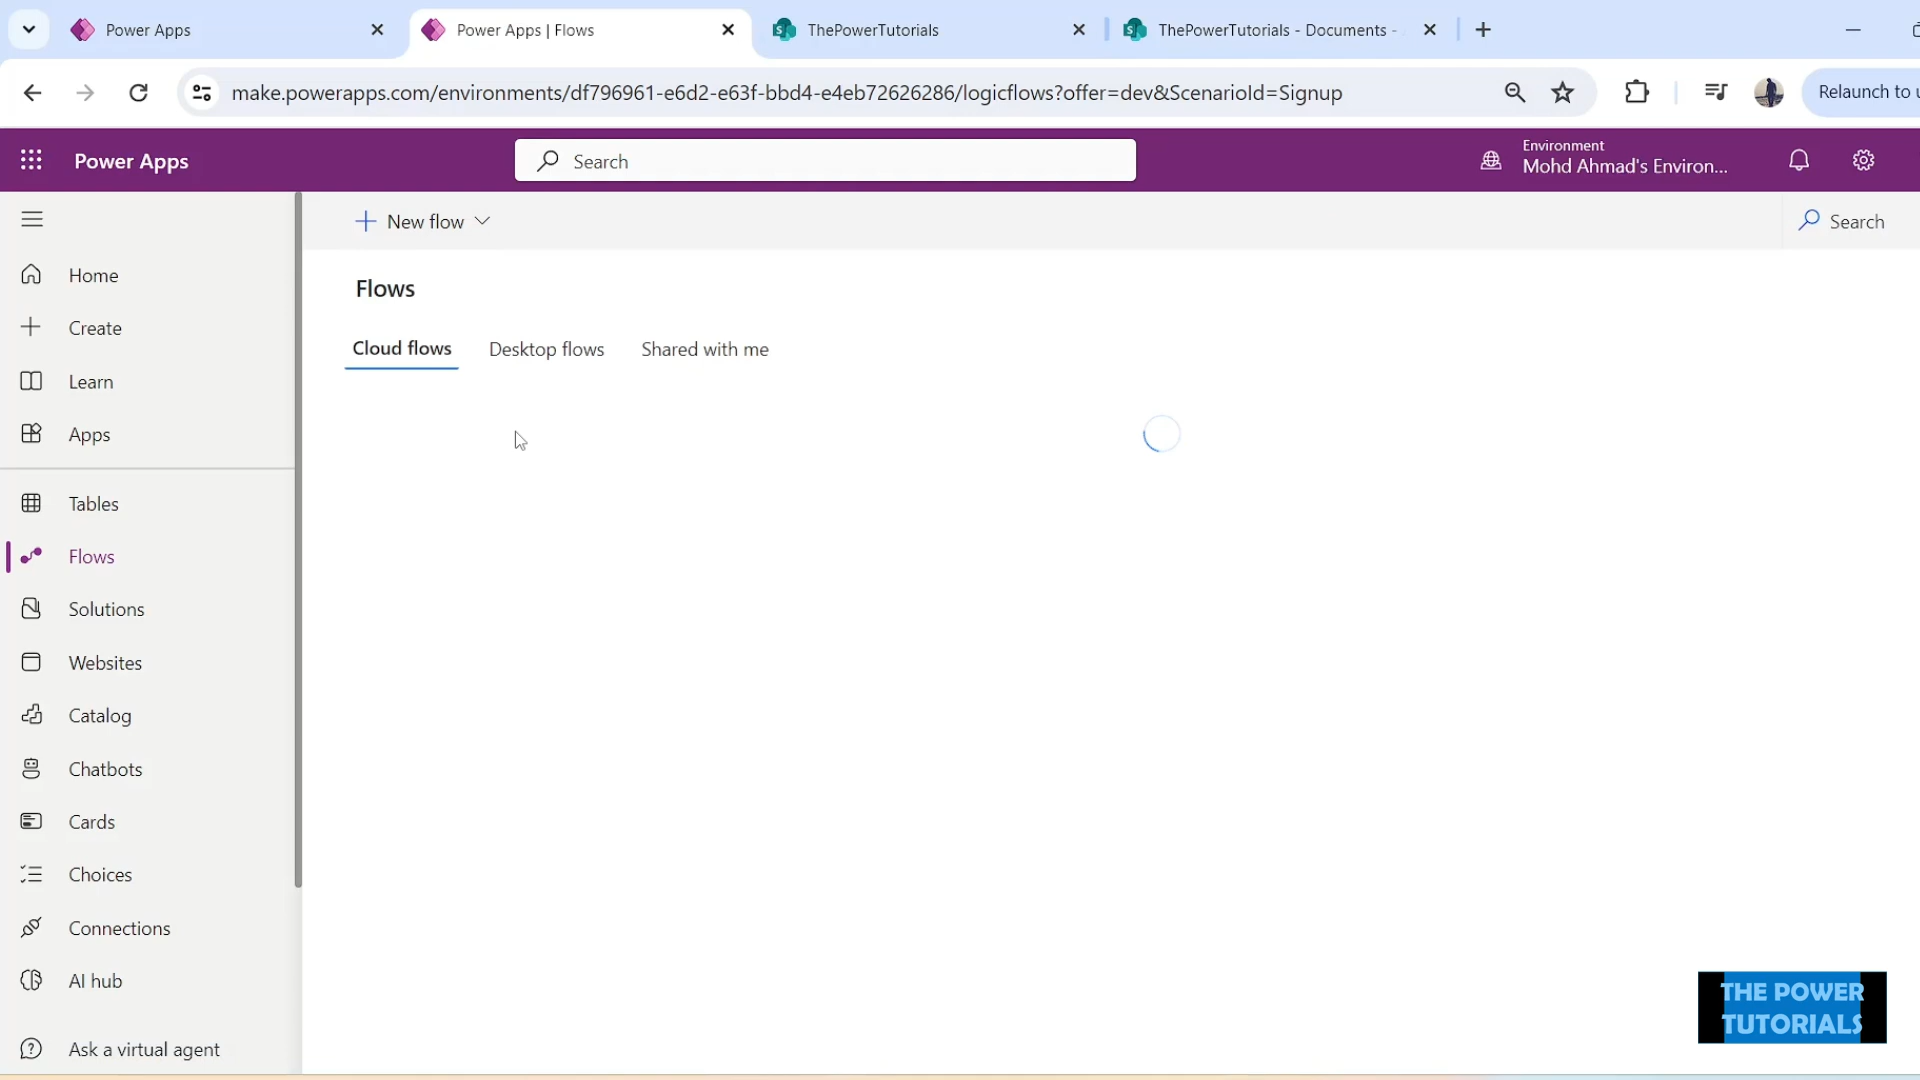 Power Apps
Power Apps | Flows
ThePowerTutorials
ThePowerTutorials - Documents -
make.powerapps.com/environments/df796961-e6d2-e63f-bbd4-e4eb72626286/logicflows?offer=dev&ScenarioId=Signup
Relaunch to u
Power Apps
Search
Environment
Mohd Ahmad's Environ...
New flow
Search
Flows
Cloud flows
Desktop flows
Shared with me
Home
Create
Learn
Apps
Tables
Flows
Solutions
Websites
Catalog
Chatbots
Cards
Choices
Connections
AI hub
Ask a virtual agent
THE POWER
TUTORIALS